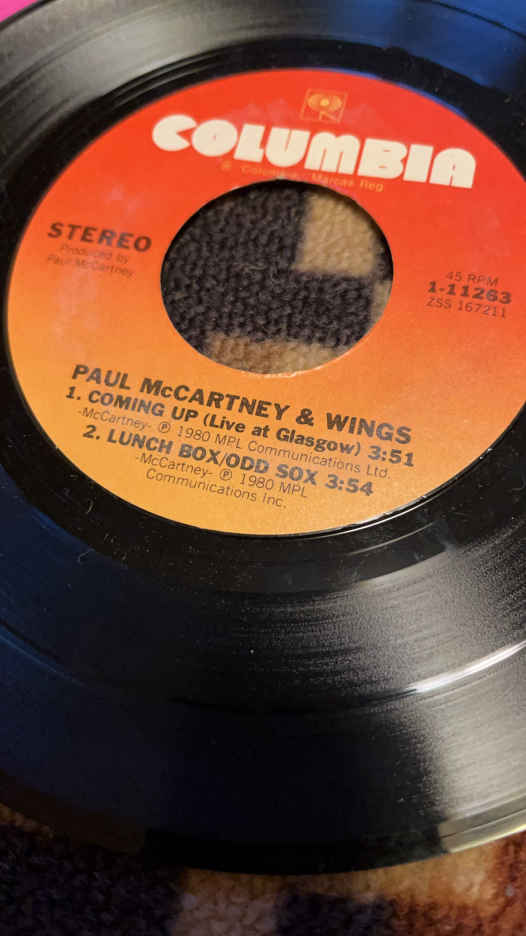 COLUMBIA
® "Columbia," Marcas Reg
STEREO
Produced by
Paul McCartney
45 RPM
1-11263
ZSS 167211
PAUL McCARTNEY & WINGS
1. COMING UP (Live at Glasgow) 3:51
-McCartney- ℗ 1980 MPL Communications Ltd.
2. LUNCH BOX/ODD SOX 3:54
-McCartney- ℗ 1980 MPL
Communications Inc.